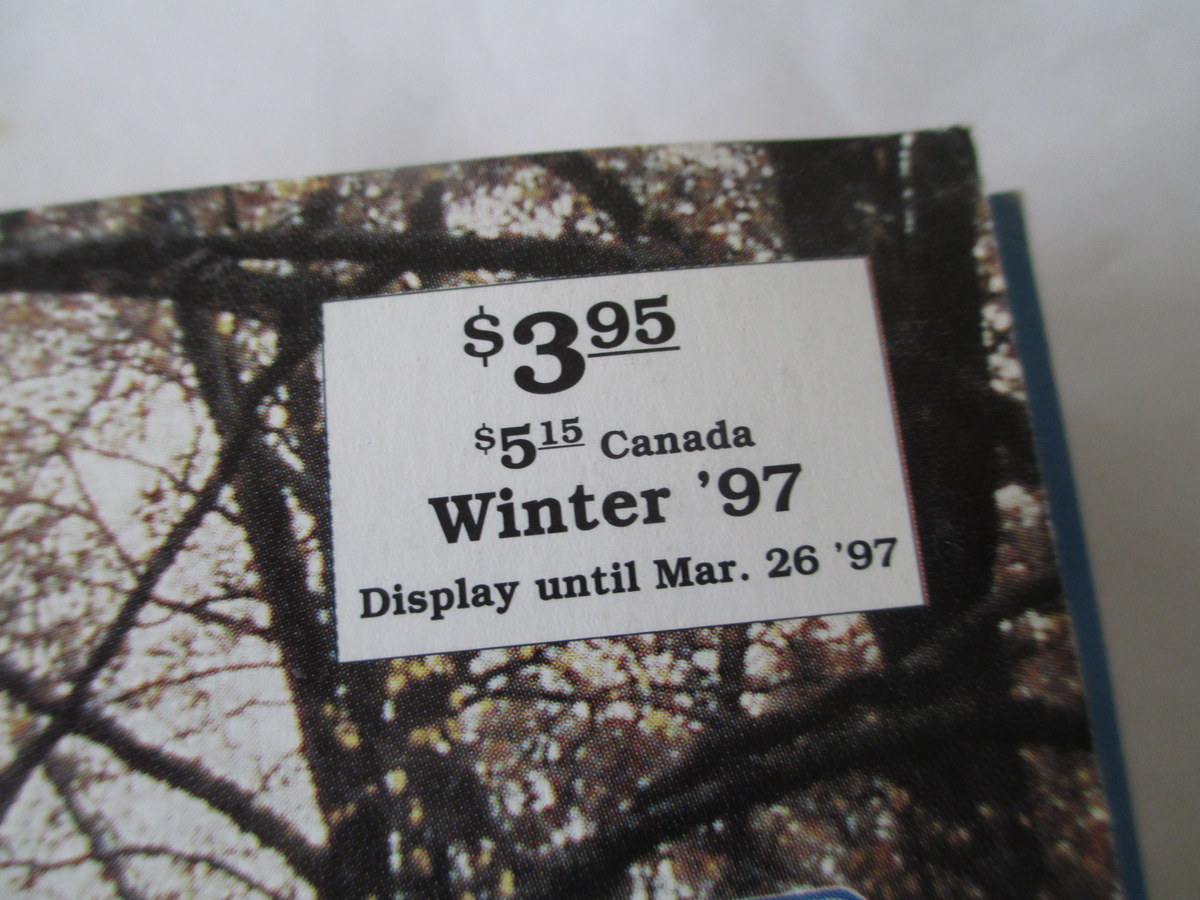 $3 95
$5 15 Canada
Winter '97
Display until Mar. 26 '97